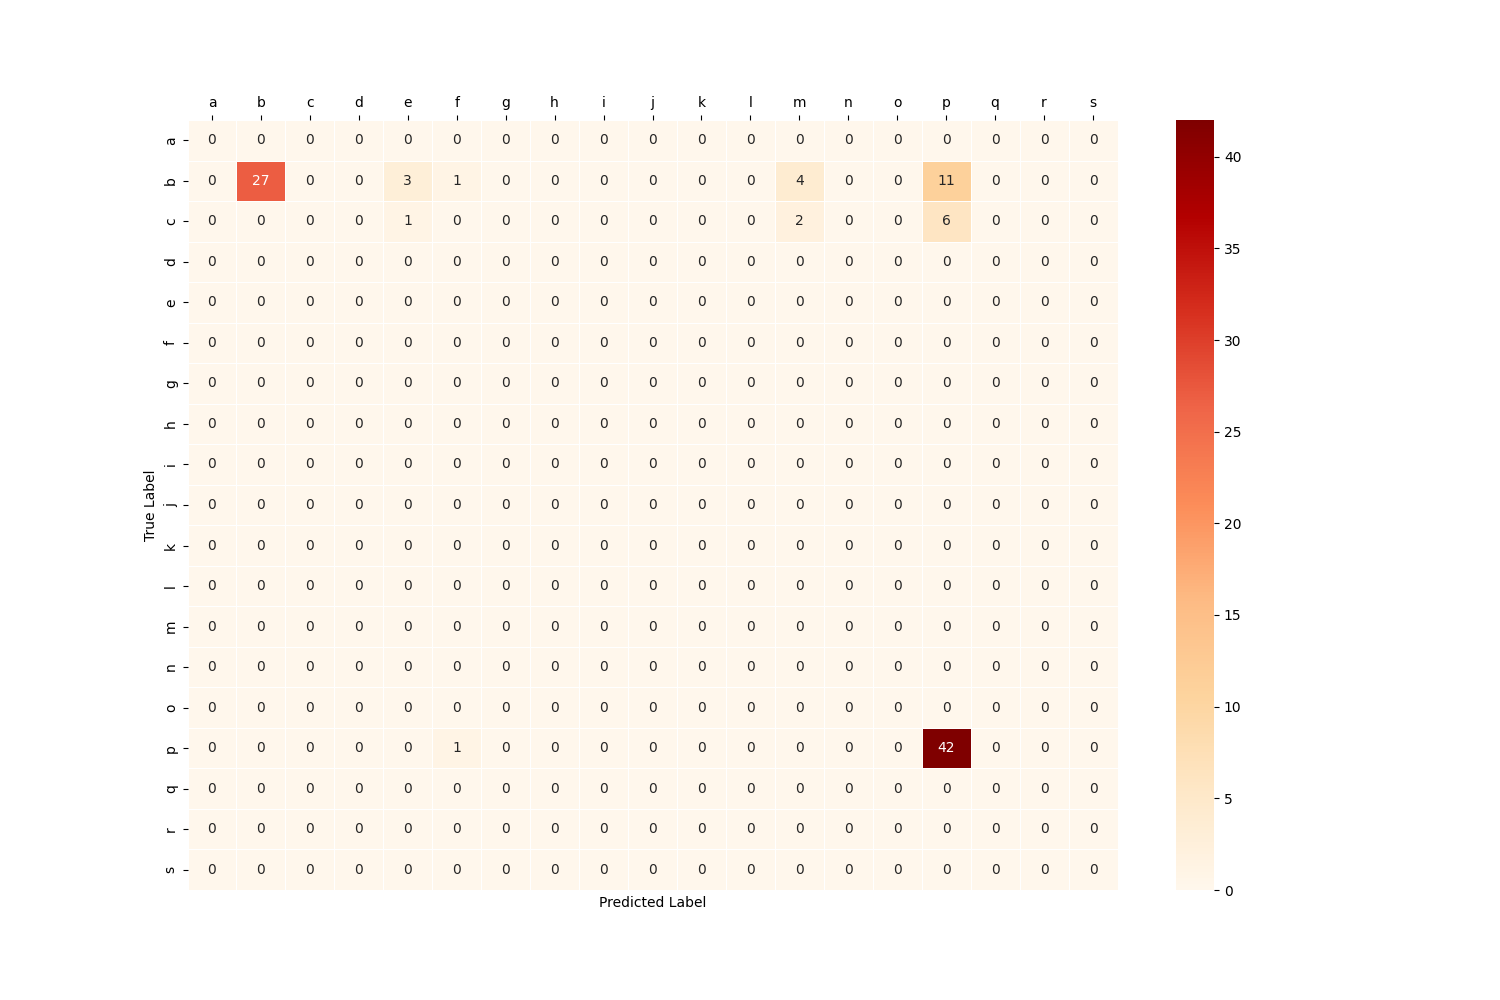 a b c d e f g h i j k l m n o p q r s
a 0 0 0 0 0 0 0 0 0 0 0 0 0 0 0 0 0 0 0
b 0 27 0 0 3 1 0 0 0 0 0 0 4 0 0 11 0 0 0
c 0 0 0 0 1 0 0 0 0 0 0 0 2 0 0 6 0 0 0
d 0 0 0 0 0 0 0 0 0 0 0 0 0 0 0 0 0 0 0
e 0 0 0 0 0 0 0 0 0 0 0 0 0 0 0 0 0 0 0
f 0 0 0 0 0 0 0 0 0 0 0 0 0 0 0 0 0 0 0
g 0 0 0 0 0 0 0 0 0 0 0 0 0 0 0 0 0 0 0
h 0 0 0 0 0 0 0 0 0 0 0 0 0 0 0 0 0 0 0
i 0 0 0 0 0 0 0 0 0 0 0 0 0 0 0 0 0 0 0
j 0 0 0 0 0 0 0 0 0 0 0 0 0 0 0 0 0 0 0
k 0 0 0 0 0 0 0 0 0 0 0 0 0 0 0 0 0 0 0
l 0 0 0 0 0 0 0 0 0 0 0 0 0 0 0 0 0 0 0
m 0 0 0 0 0 0 0 0 0 0 0 0 0 0 0 0 0 0 0
n 0 0 0 0 0 0 0 0 0 0 0 0 0 0 0 0 0 0 0
o 0 0 0 0 0 0 0 0 0 0 0 0 0 0 0 0 0 0 0
p 0 0 0 0 0 1 0 0 0 0 0 0 0 0 0 42 0 0 0
q 0 0 0 0 0 0 0 0 0 0 0 0 0 0 0 0 0 0 0
r 0 0 0 0 0 0 0 0 0 0 0 0 0 0 0 0 0 0 0
s 0 0 0 0 0 0 0 0 0 0 0 0 0 0 0 0 0 0 0
True Label
Predicted Label
40
35
30
25
20
15
10
5
0